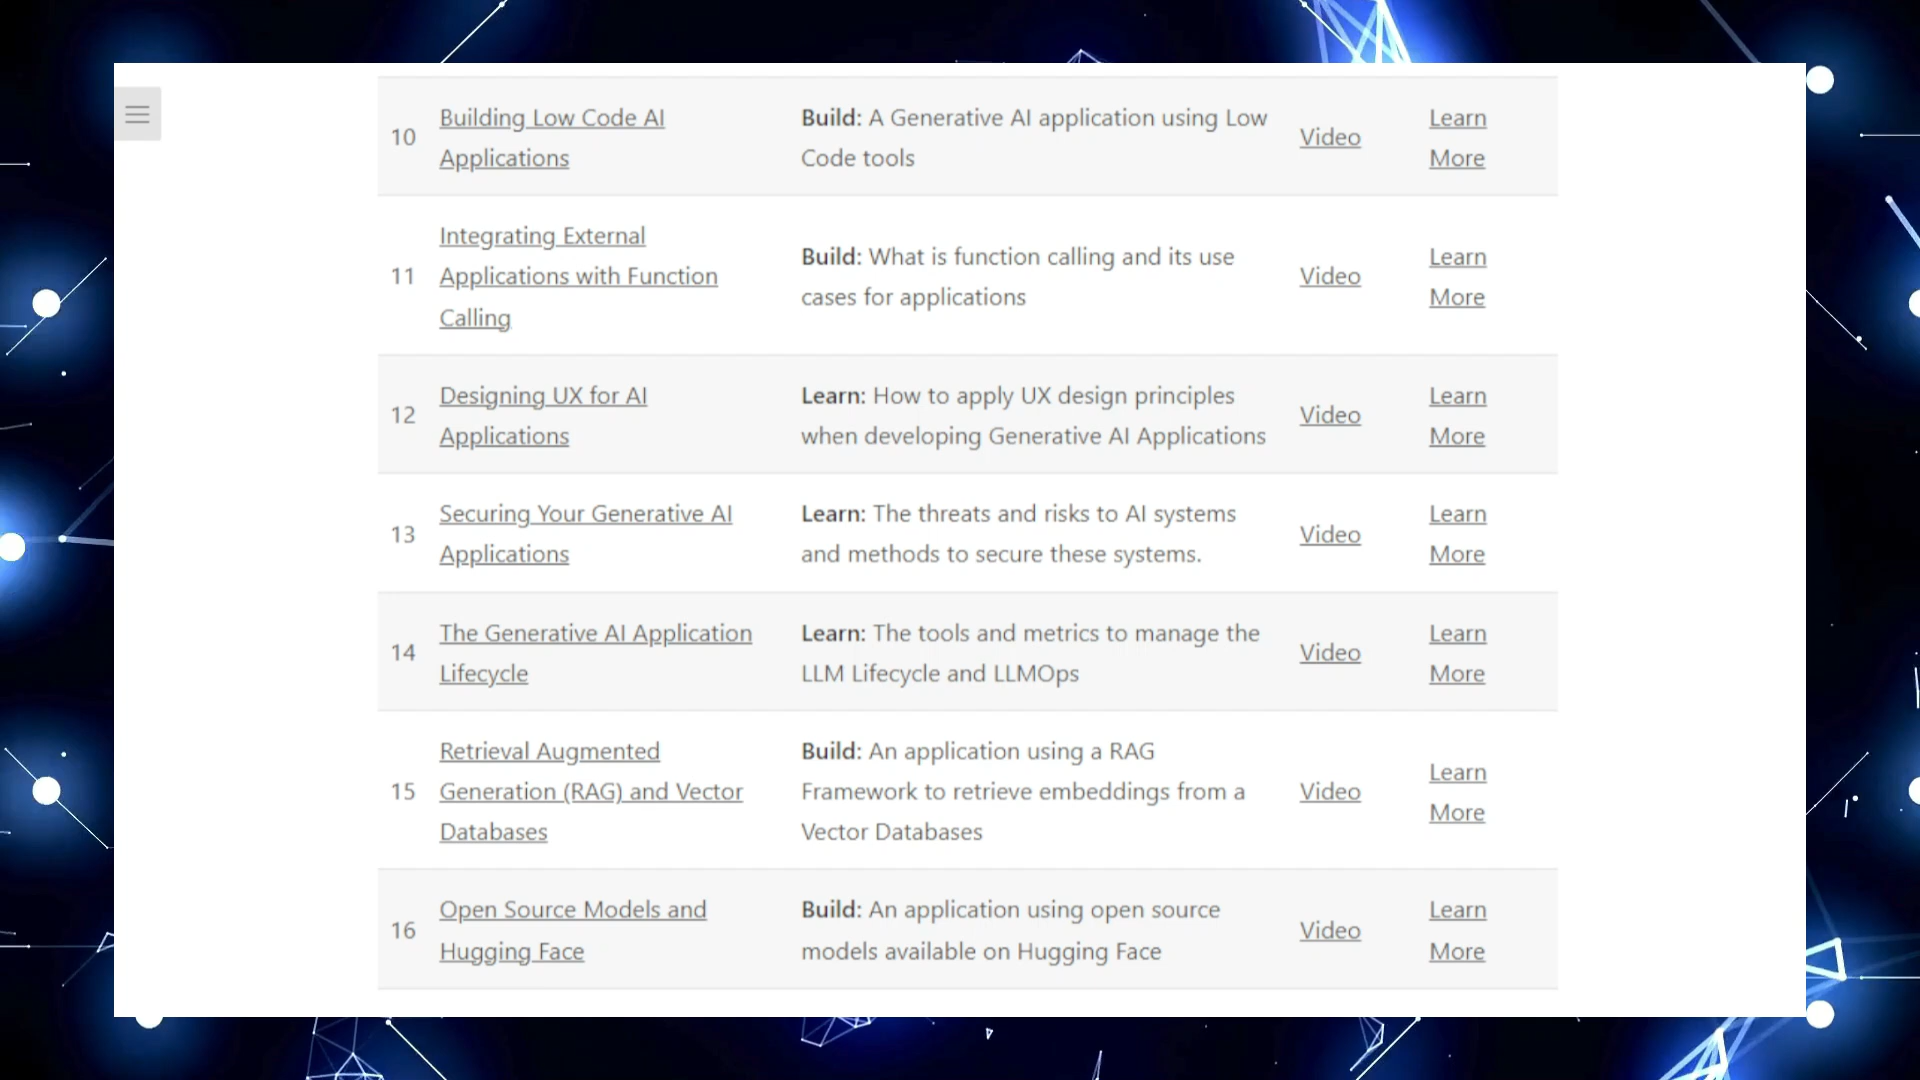 10 Building Low Code AI Applications Build: A Generative AI application using Low Code tools Video Learn More
11 Integrating External Applications with Function Calling Build: What is function calling and its use cases for applications Video Learn More
12 Designing UX for AI Applications Learn: How to apply UX design principles when developing Generative AI Applications Video Learn More
13 Securing Your Generative AI Applications Learn: The threats and risks to AI systems and methods to secure these systems. Video Learn More
14 The Generative AI Application Lifecycle Learn: The tools and metrics to manage the LLM Lifecycle and LLMOps Video Learn More
15 Retrieval Augmented Generation (RAG) and Vector Databases Build: An application using a RAG Framework to retrieve embeddings from a Vector Databases Video Learn More
16 Open Source Models and Hugging Face Build: An application using open source models available on Hugging Face Video Learn More